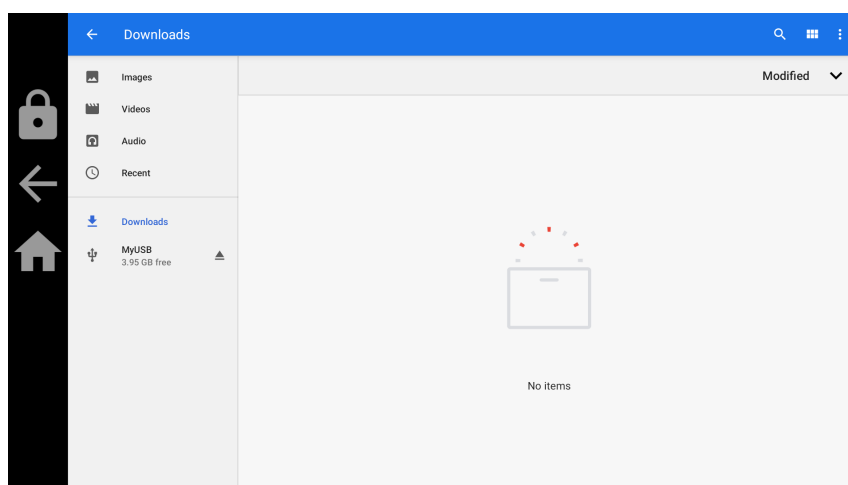 Downloads
Images
Videos
Audio
Recent
Downloads
MyUSB
3.95 GB free
Modified
No items